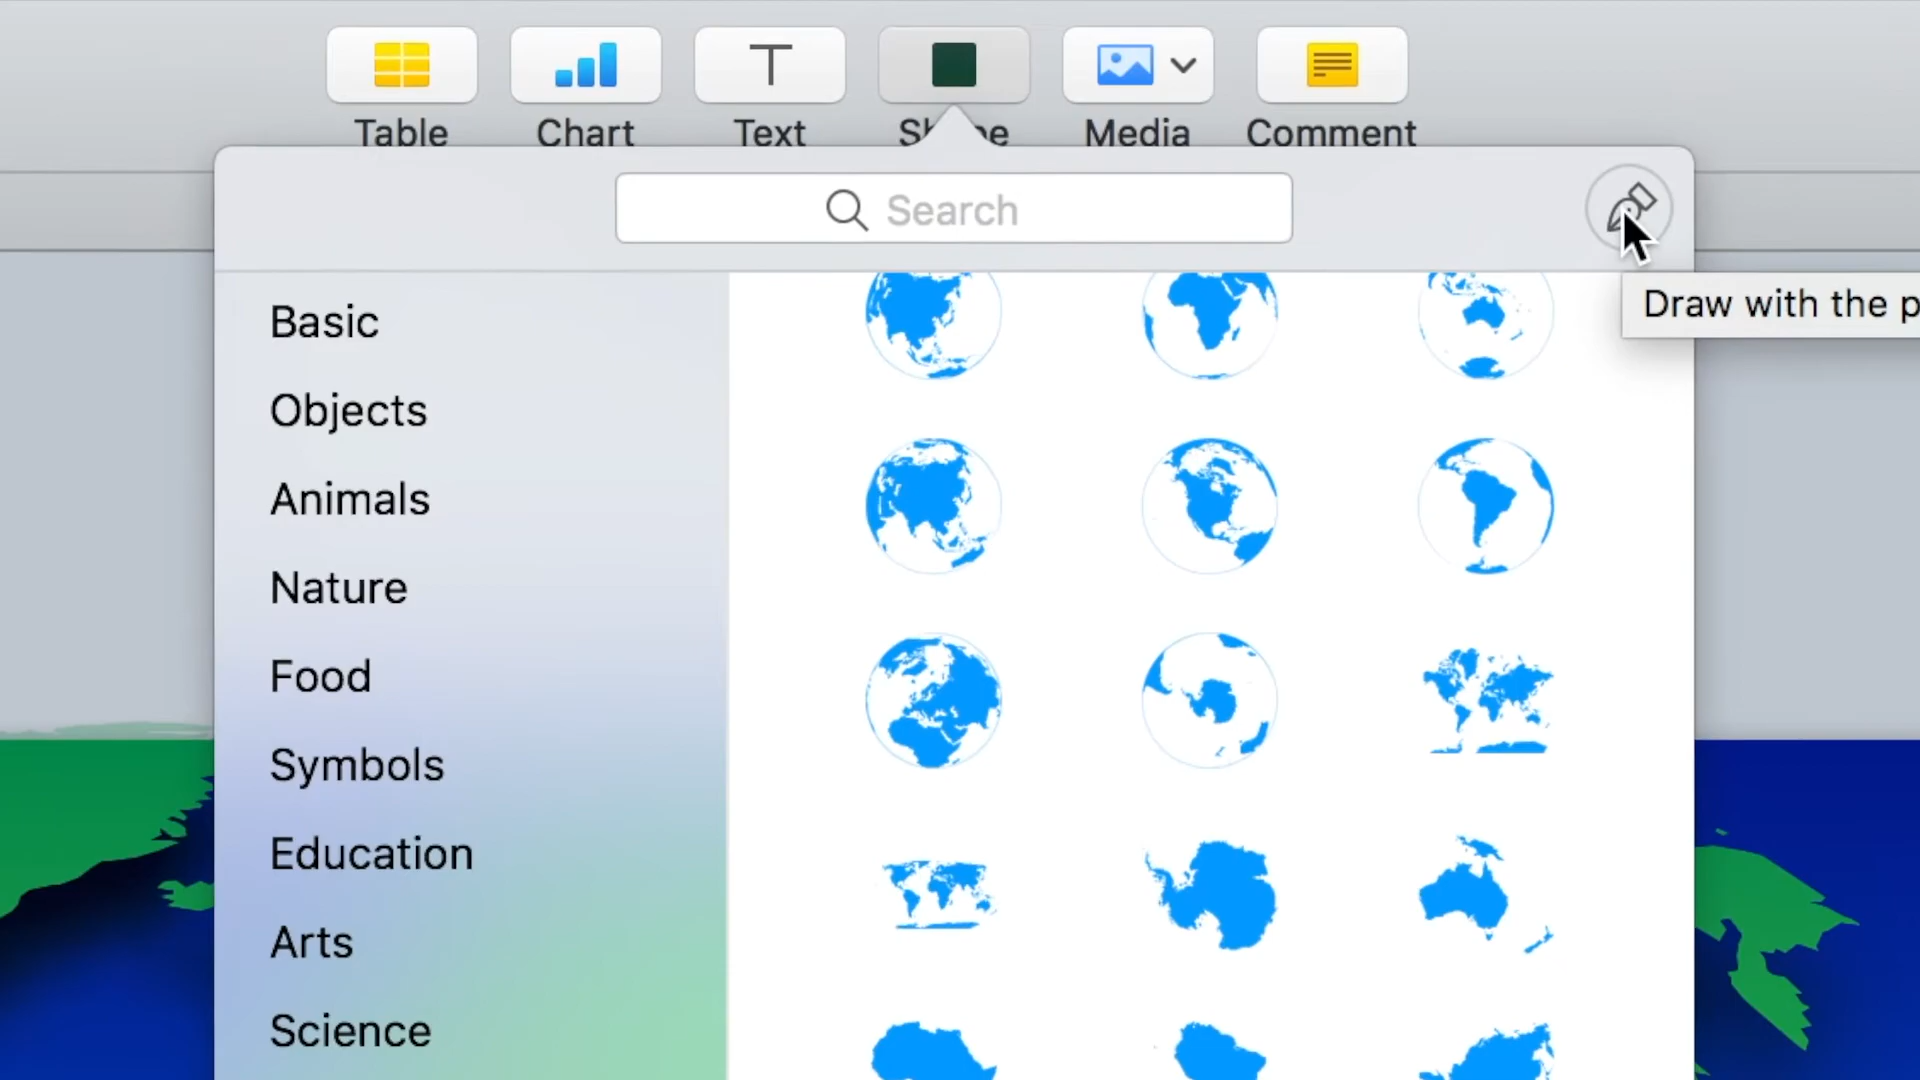 Table Chart Text Media Comment
Search
Draw with the p
Basic
Objects
Animals
Nature
Food
Symbols
Education
Arts
Science